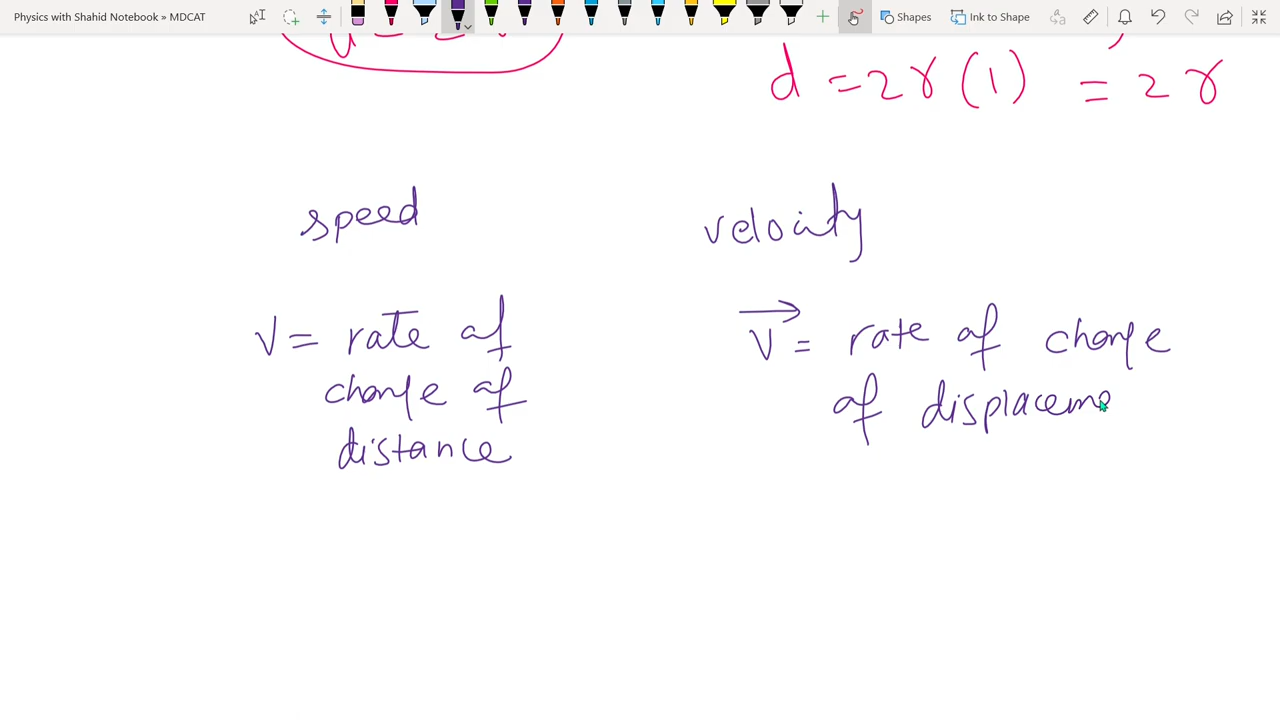 Physics with Shahid Notebook » MDCAT
Shapes
Ink to Shape
d = 2r (1) = 2r
speed
velocity
v = rate of
change of
distance
v⃗ = rate of change
of displaceme